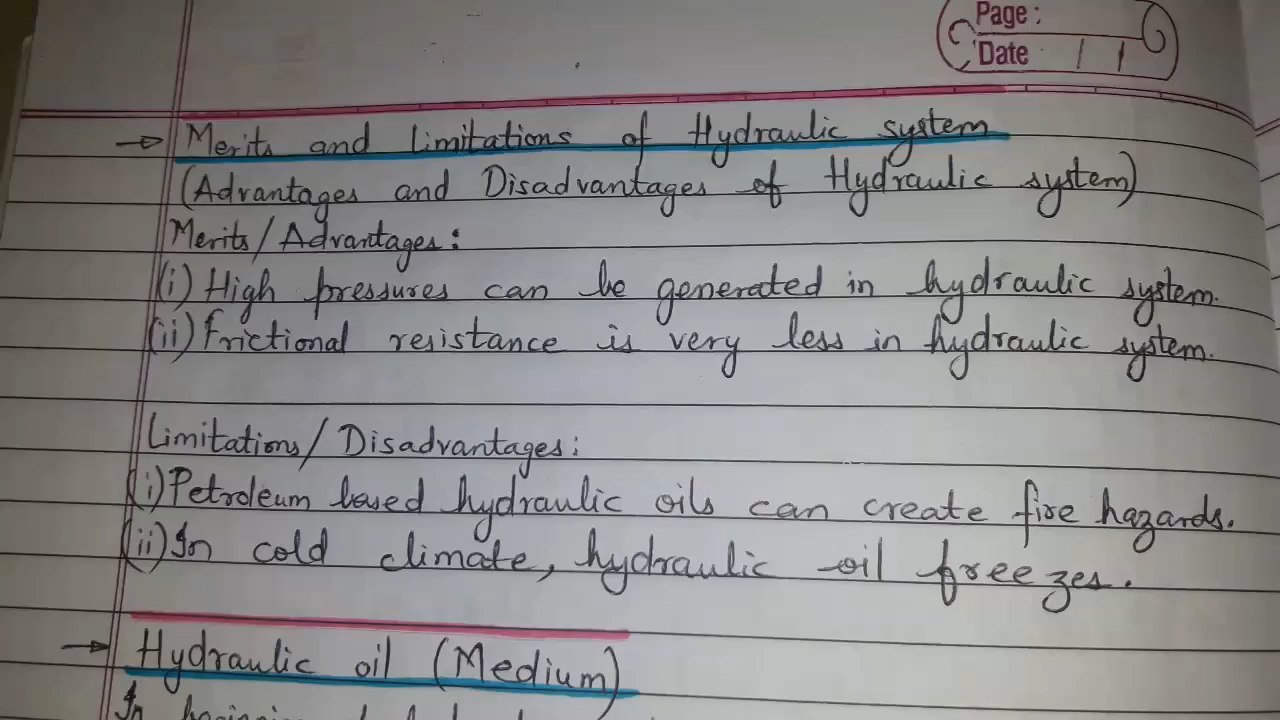 Page :
Date / /
→ Merits and limitations of Hydraulic system
(Advantages and Disadvantages of Hydraulic system)
Merits/Advantages:
(i) High pressures can be generated in hydraulic system.
(ii) Frictional resistance is very less in hydraulic system.
Limitations/Disadvantages:
(i) Petroleum based hydraulic oils can create fire hazards.
(ii) In cold climate, hydraulic oil freezes.
→ Hydraulic oil (Medium)
In